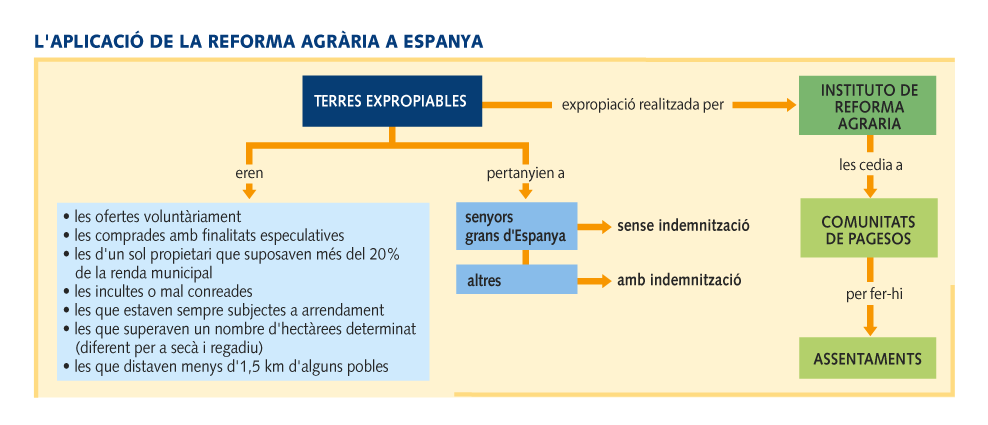 L'APLICACIÓ DE LA REFORMA AGRÀRIA A ESPANYA
TERRES EXPROPIABLES
expropiació realitzada per
INSTITUTO DE
REFORMA
AGRARIA
eren
pertanyien a
les cedia a
• les ofertes voluntàriament
• les comprades amb finalitats especulatives
• les d'un sol propietari que suposaven més del 20%
de la renda municipal
• les incultes o mal conreades
• les que estaven sempre subjectes a arrendament
• les que superaven un nombre d'hectàrees determinat
(diferent per a secà i regadiu)
• les que distaven menys d'1,5 km d'alguns pobles
senyors
grans d'Espanya
sense indemnització
altres
amb indemnització
COMUNITATS
DE PAGESOS
per fer-hi
ASSENTAMENTS